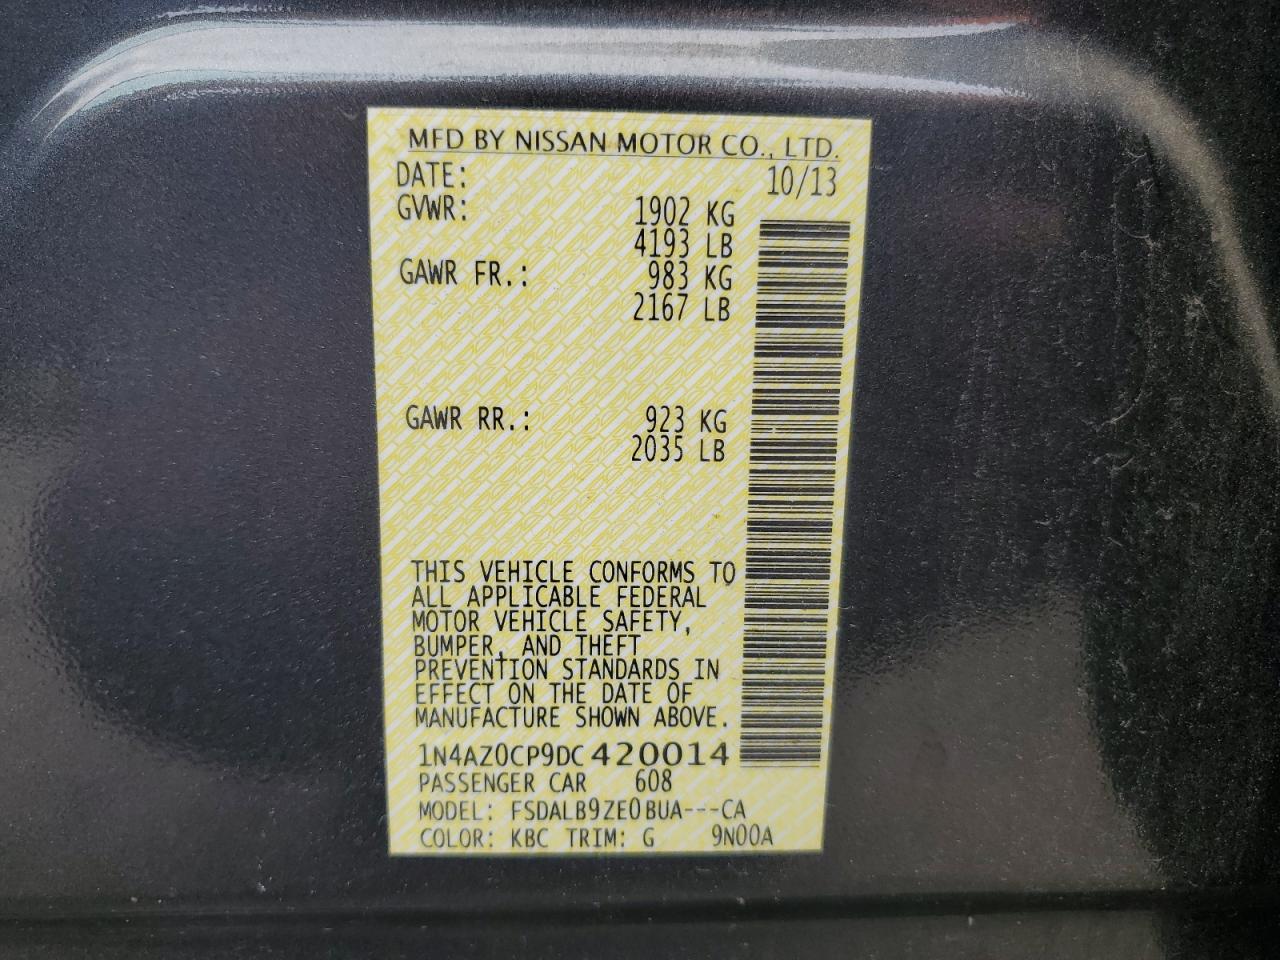 MFD BY NISSAN MOTOR CO., LTD.
DATE: 10/13
GVWR: 1902 KG
4193 LB
GAWR FR.: 983 KG
2167 LB
GAWR RR.: 923 KG
2035 LB
THIS VEHICLE CONFORMS TO
ALL APPLICABLE FEDERAL
MOTOR VEHICLE SAFETY,
BUMPER, AND THEFT
PREVENTION STANDARDS IN
EFFECT ON THE DATE OF
MANUFACTURE SHOWN ABOVE.
1N4AZ0CP9DC420014
PASSENGER CAR 608
MODEL: FSDALB9ZE0BUA---CA
COLOR: KBC TRIM: G 9N00A